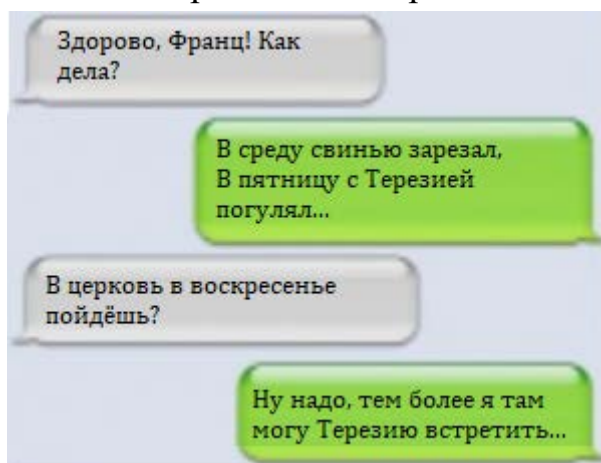 Здорово, Франц! Как
дела?
В среду свинью зарезал,
В пятницу с Терезией
погулял...
В церковь в воскресенье
пойдёшь?
Ну надо, тем более я там
могу Терезию встретить...